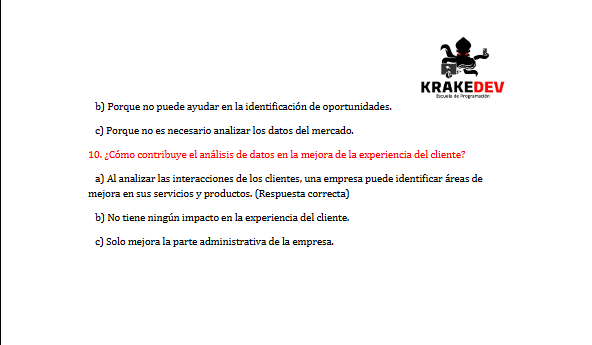 KRAKEDEV
Escuela de Programación
b) Porque no puede ayudar en la identificación de oportunidades.
c) Porque no es necesario analizar los datos del mercado.
10. ¿Cómo contribuye el análisis de datos en la mejora de la experiencia del cliente?
a) Al analizar las interacciones de los clientes, una empresa puede identificar áreas de
mejora en sus servicios y productos. (Respuesta correcta)
b) No tiene ningún impacto en la experiencia del cliente.
c) Solo mejora la parte administrativa de la empresa.